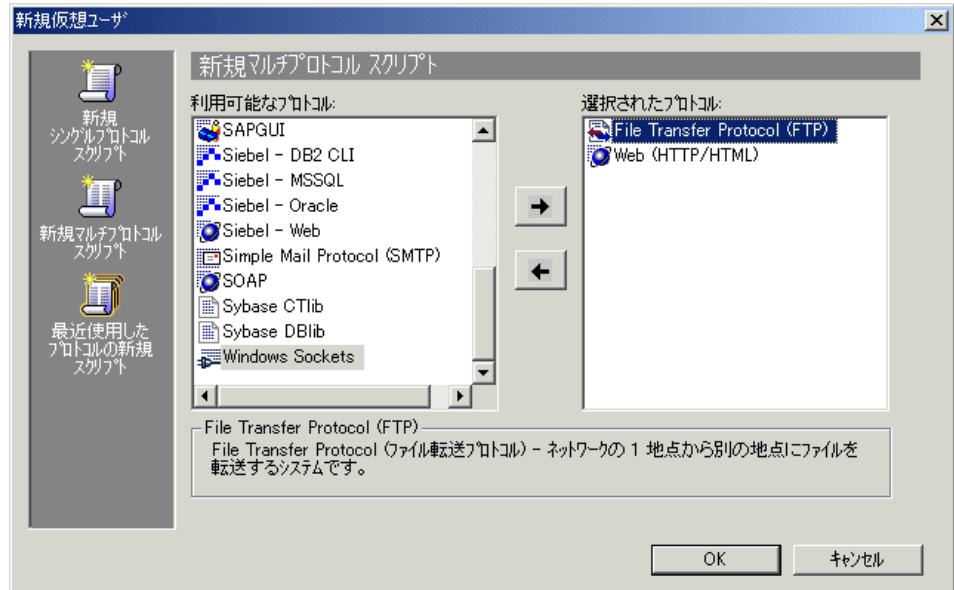 新規仮想ユーザ
新規
シングルプロトコル
スクリプト
新規マルチプロトコル
スクリプト
最近使用した
プロトコルの新規
スクリプト
新規マルチプロトコル スクリプト
利用可能なプロトコル:
SAPGUI
Siebel - DB2 CLI
Siebel - MSSQL
Siebel - Oracle
Siebel - Web
Simple Mail Protocol (SMTP)
SOAP
Sybase CTlib
Sybase DBlib
Windows Sockets
選択されたプロトコル:
File Transfer Protocol (FTP)
Web (HTTP/HTML)
File Transfer Protocol (FTP)
File Transfer Protocol (ファイル転送プロトコル) - ネットワークの 1 地点から別の地点にファイルを
転送するシステムです。
OK
キャンセル